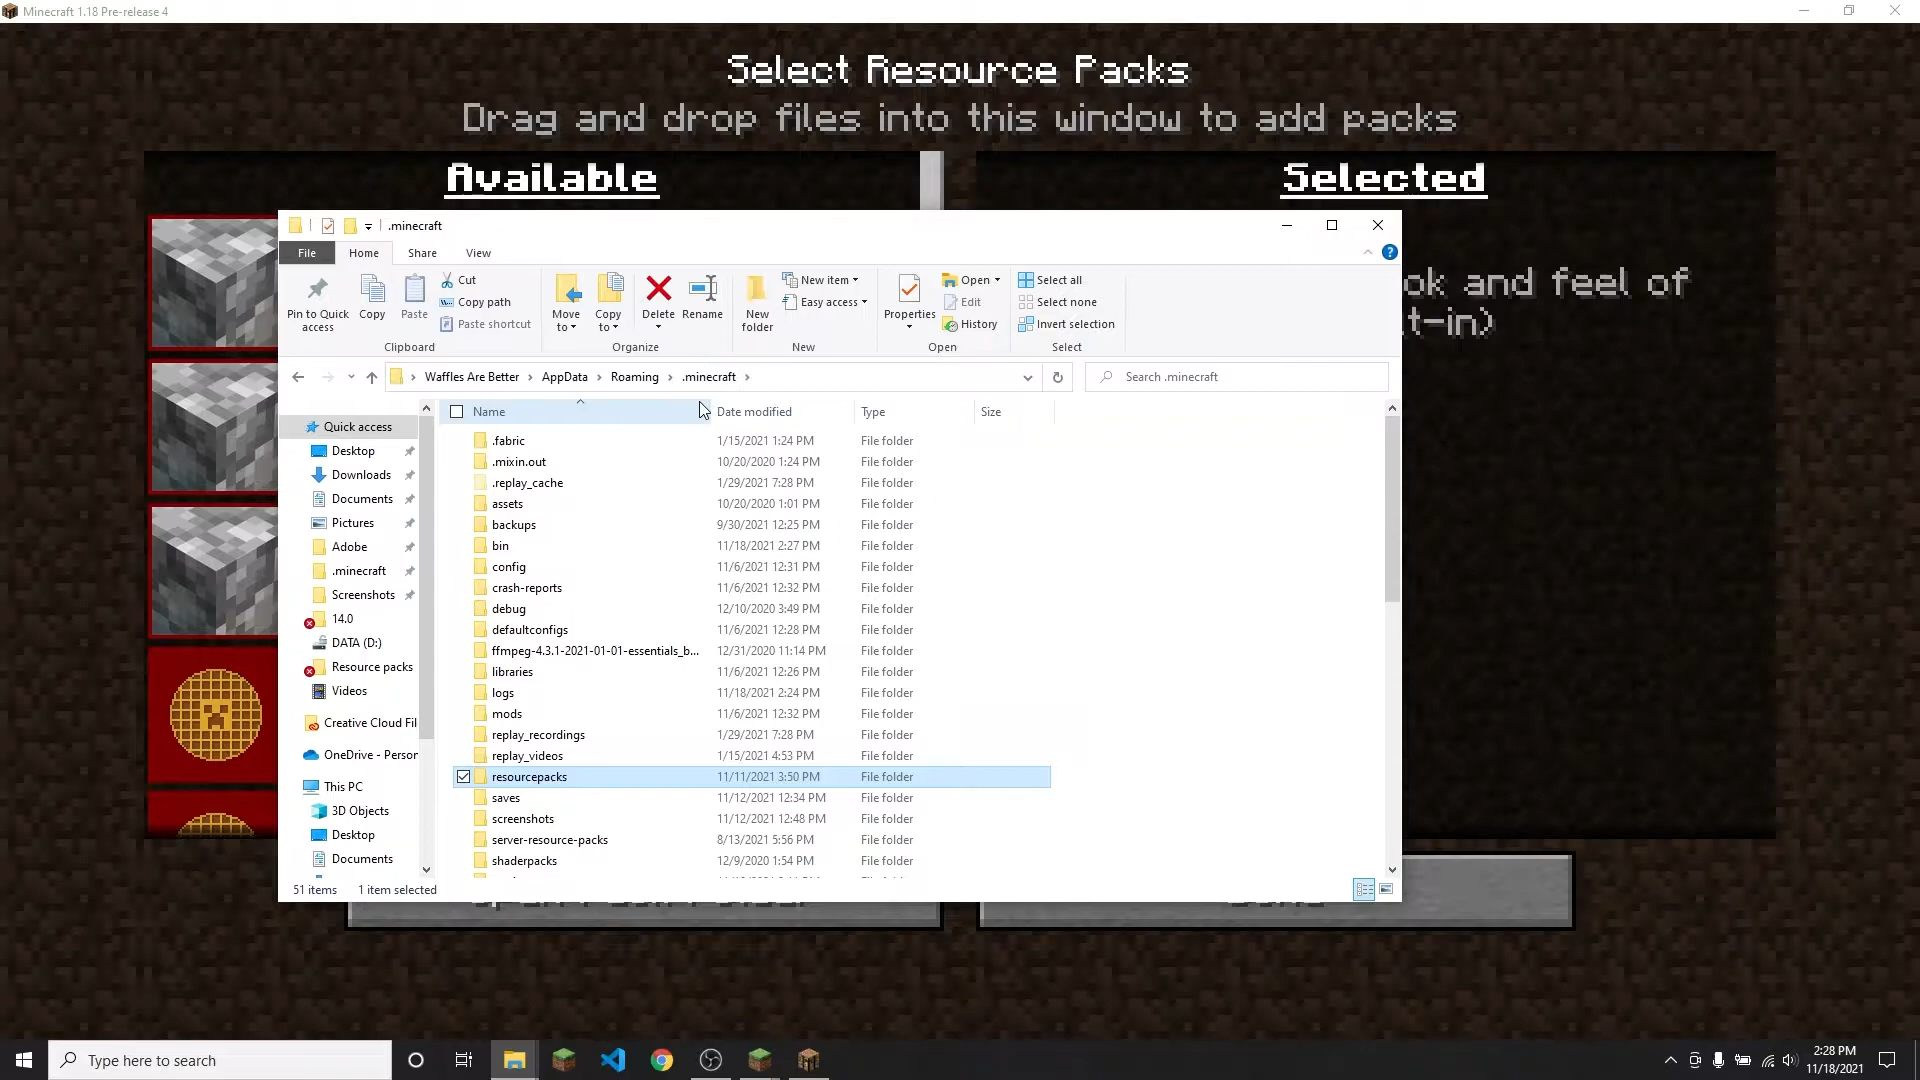 Minecraft 1.18 Pre-release 4
Select Resource Packs
Drag and drop files into this window to add packs
Available
Selected
ok and feel of
t-in)
.minecraft
File
Home
Share
View
Pin to Quick access
Copy
Paste
Cut
Copy path
Paste shortcut
Clipboard
Move to
Copy to
Delete
Rename
Organize
New folder
New item
Easy access
New
Properties
Open
Edit
History
Open
Select all
Select none
Invert selection
Select
Waffles Are Better › AppData › Roaming › .minecraft ›
Search .minecraft
Name Date modified Type Size
Quick access
Desktop
Downloads
Documents
Pictures
Adobe
.minecraft
Screenshots
14.0
DATA (D:)
Resource packs
Videos
Creative Cloud Fil
OneDrive - Person
This PC
3D Objects
Desktop
Documents
.fabric 1/15/2021 1:24 PM File folder
.mixin.out 10/20/2020 1:24 PM File folder
.replay_cache 1/29/2021 7:28 PM File folder
assets 10/20/2020 1:01 PM File folder
backups 9/30/2021 12:25 PM File folder
bin 11/18/2021 2:27 PM File folder
config 11/6/2021 12:31 PM File folder
crash-reports 11/6/2021 12:32 PM File folder
debug 12/10/2020 3:49 PM File folder
defaultconfigs 11/6/2021 12:28 PM File folder
ffmpeg-4.3.1-2021-01-01-essentials_b... 12/31/2020 11:14 PM File folder
libraries 11/6/2021 12:26 PM File folder
logs 11/18/2021 2:24 PM File folder
mods 11/6/2021 12:32 PM File folder
replay_recordings 1/29/2021 7:28 PM File folder
replay_videos 1/15/2021 4:53 PM File folder
resourcepacks 11/11/2021 3:50 PM File folder
saves 11/12/2021 12:34 PM File folder
screenshots 11/12/2021 12:48 PM File folder
server-resource-packs 8/13/2021 5:56 PM File folder
shaderpacks 12/9/2020 1:54 PM File folder
51 items 1 item selected
Type here to search
2:28 PM
11/18/2021